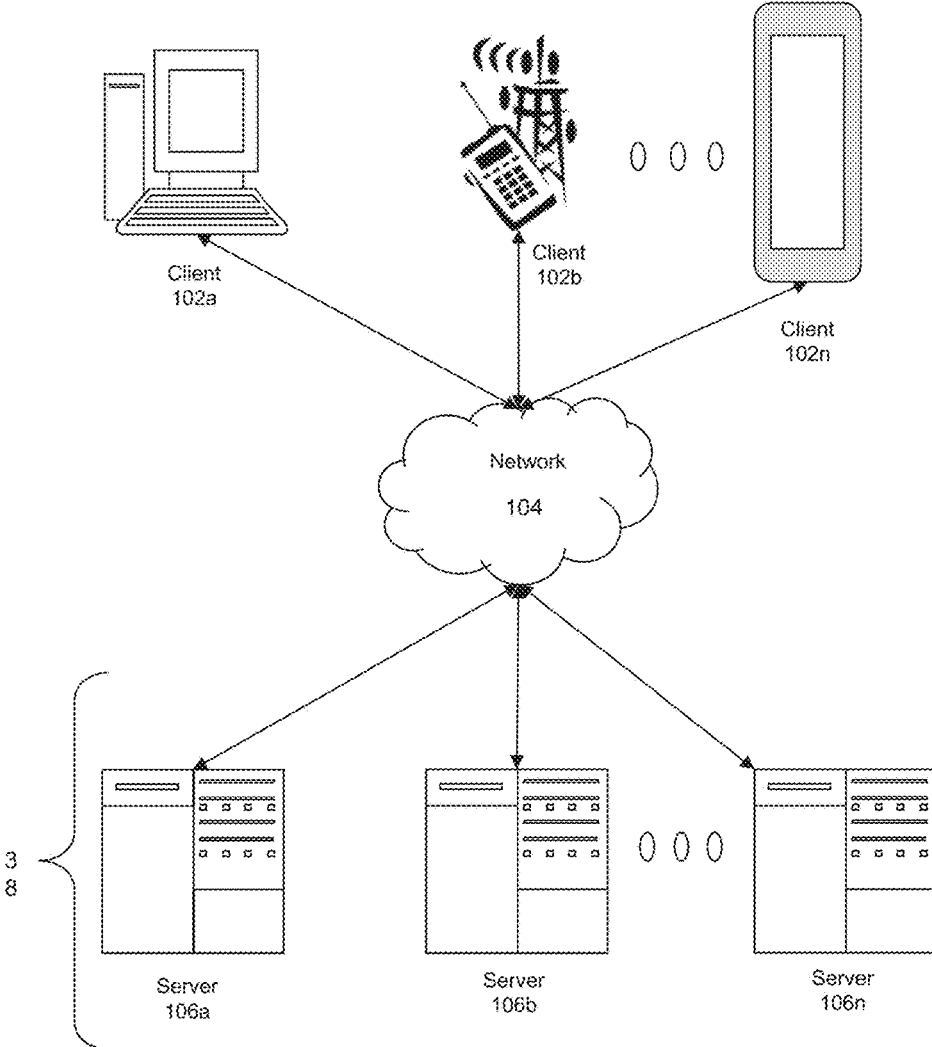 Client
102a
Client
102b
Client
102n
Network
104
3
8
Server
106a
Server
106b
Server
106n